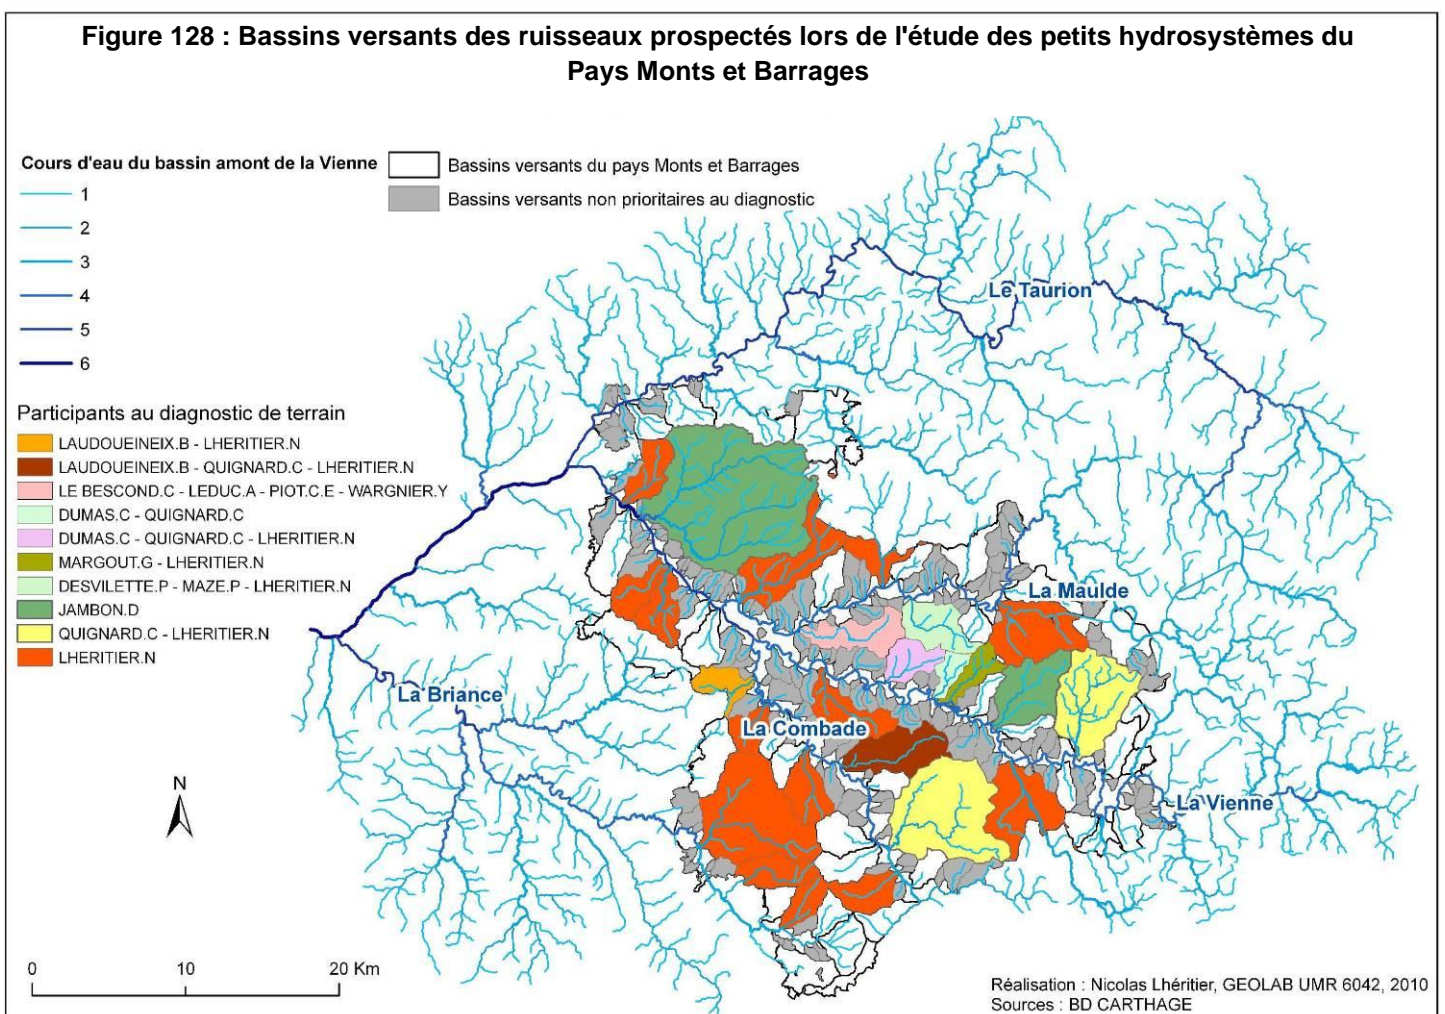 Figure 128 : Bassins versants des ruisseaux prospectés lors de l'étude des petits hydrosystèmes du
Pays Monts et Barrages
Cours d'eau du bassin amont de la Vienne
1
2
3
4
5
6
Bassins versants du pays Monts et Barrages
Bassins versants non prioritaires au diagnostic
Participants au diagnostic de terrain
LAUDOUEINEIX.B - LHERITIER.N
LAUDOUEINEIX.B - QUIGNARD.C - LHERITIER.N
LE BESCOND.C - LEDUC.A - PIOT.C.E - WARGNIER.Y
DUMAS.C - QUIGNARD.C
DUMAS.C - QUIGNARD.C - LHERITIER.N
MARGOUT.G - LHERITIER.N
DESVILETTE.P - MAZE.P - LHERITIER.N
JAMBON.D
QUIGNARD.C - LHERITIER.N
LHERITIER.N
Le Taurion
La Maulde
La Briance
La Combade
La Vienne
N
0 10 20 Km
Réalisation : Nicolas Lhéritier, GEOLAB UMR 6042, 2010
Sources : BD CARTHAGE